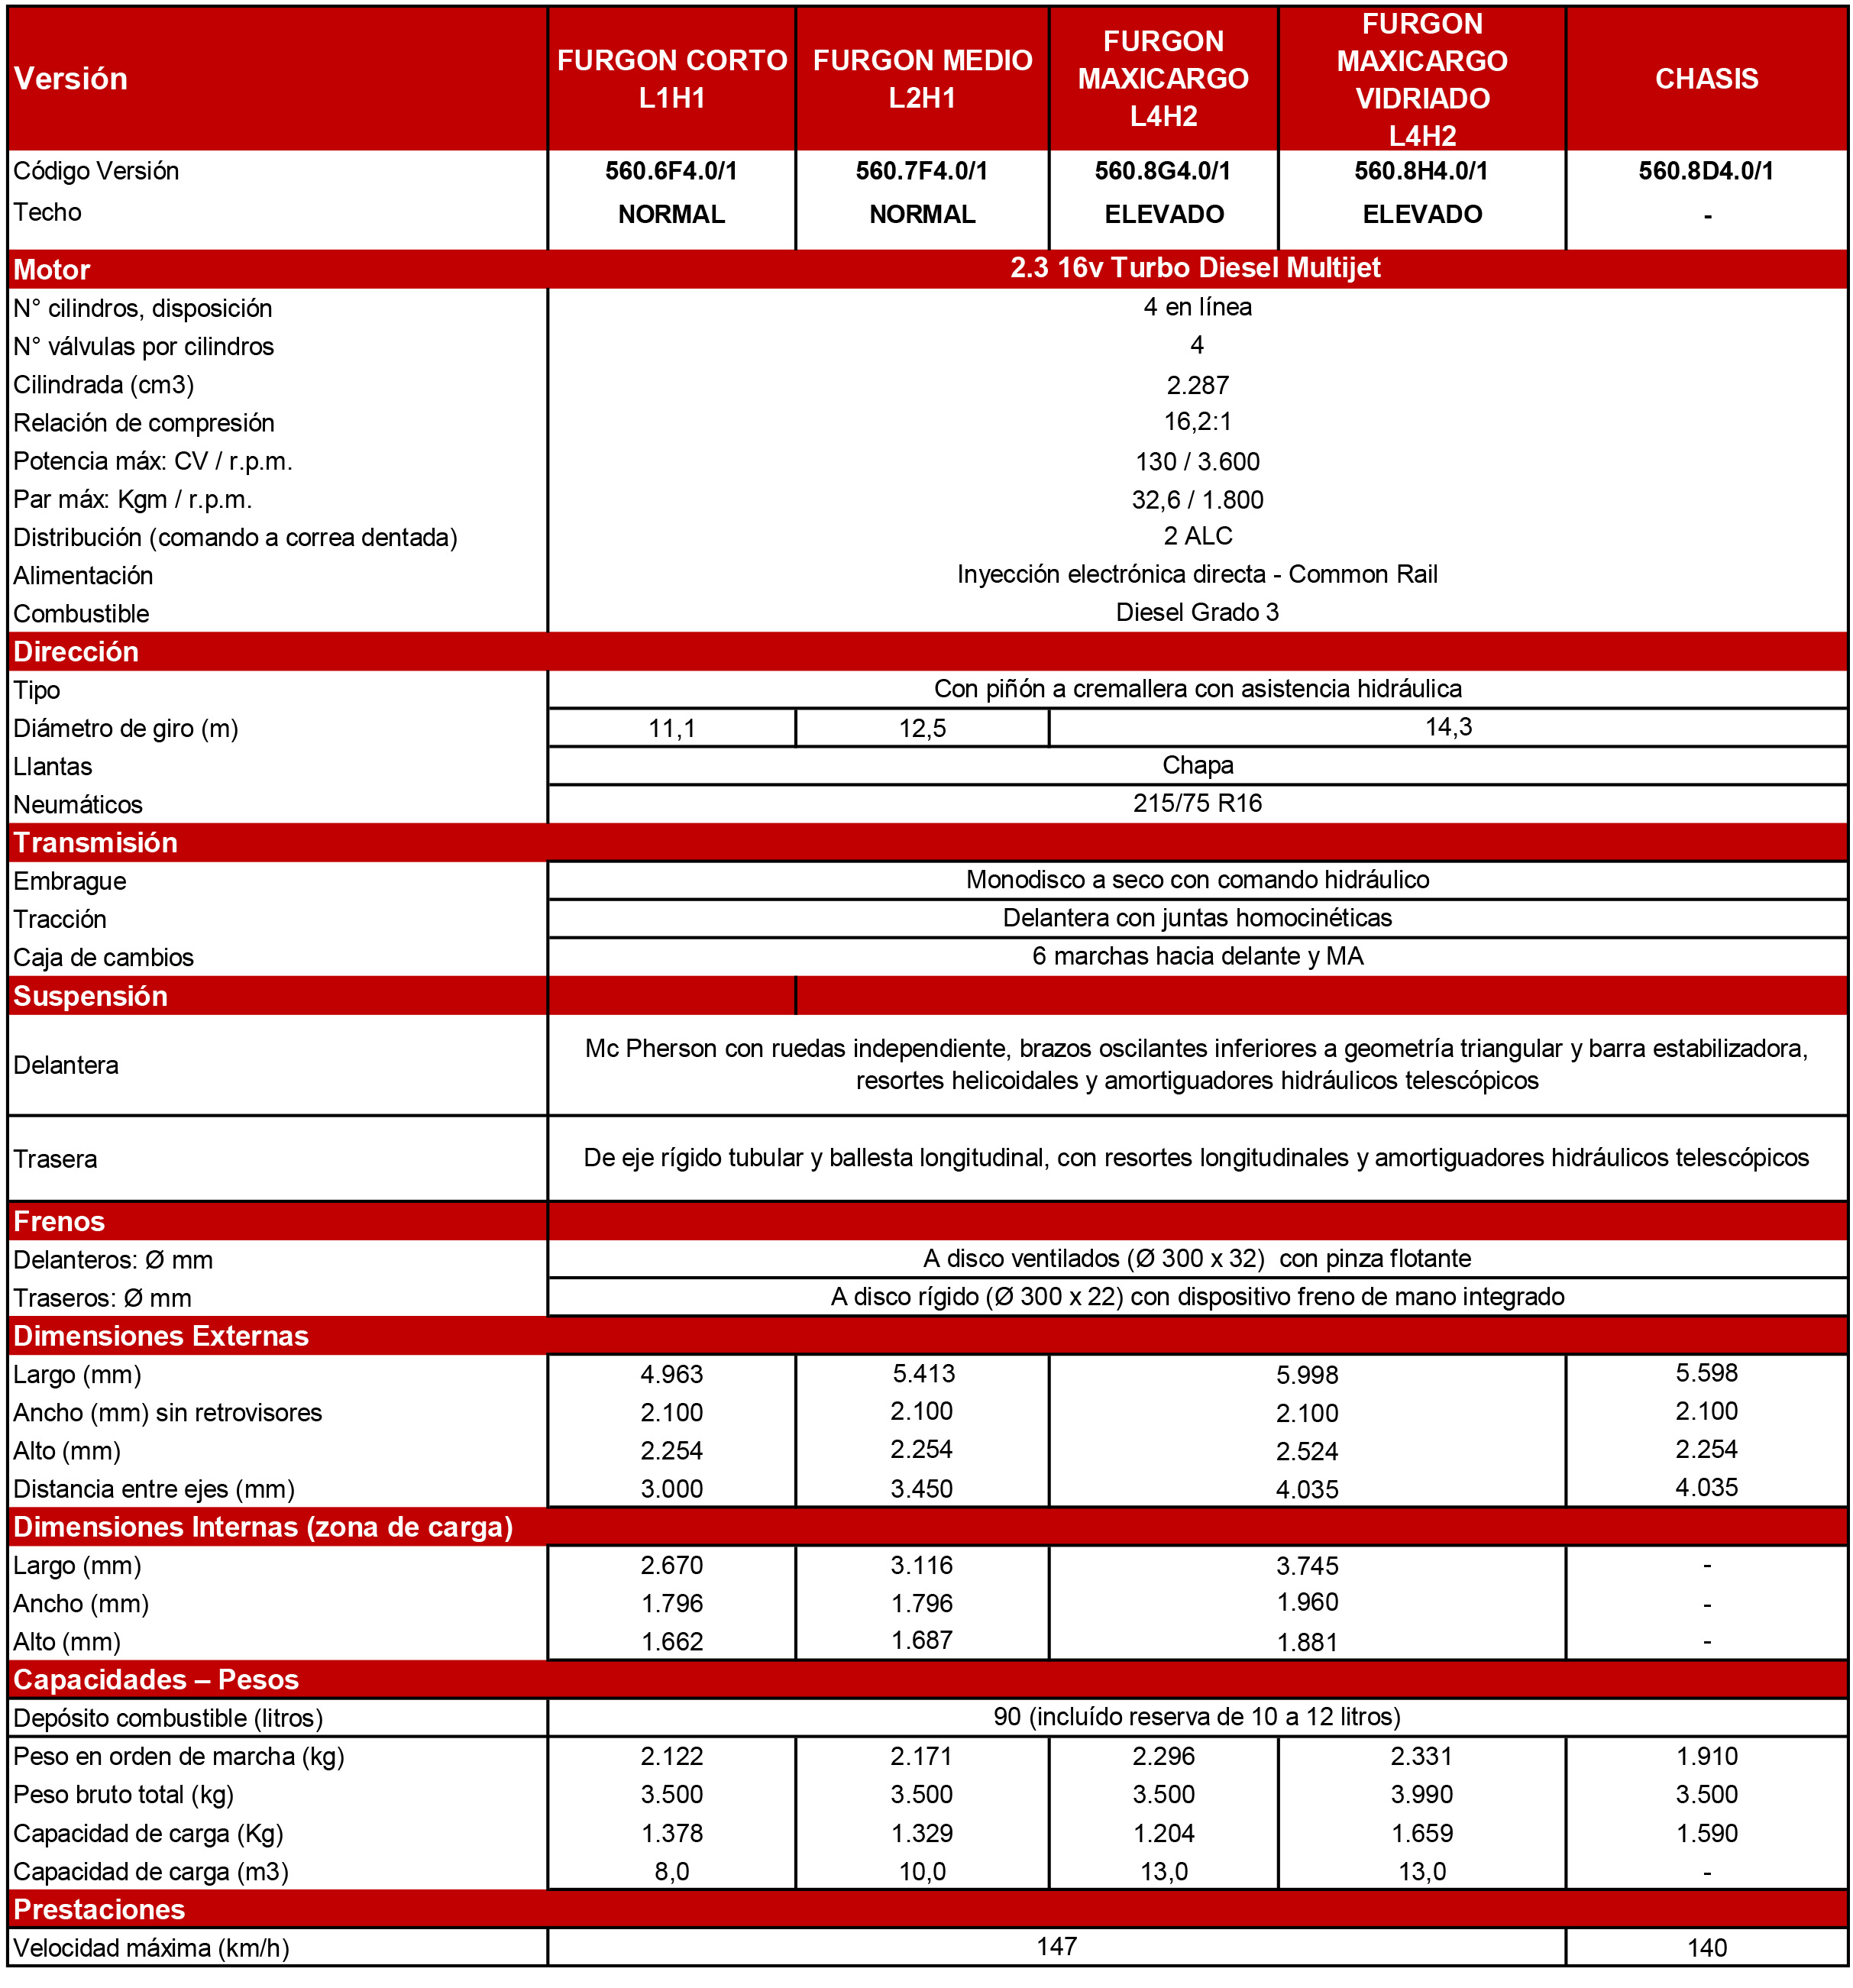 Versión FURGON CORTO L1H1 FURGON MEDIO L2H1 FURGON MAXICARGO L4H2 FURGON MAXICARGO VIDRIADO L4H2 CHASIS
Código Versión 560.6F4.0/1 560.7F4.0/1 560.8G4.0/1 560.8H4.0/1 560.8D4.0/1
Techo NORMAL NORMAL ELEVADO ELEVADO -
Motor 2.3 16v Turbo Diesel Multijet
N° cilindros, disposición 4 en línea
N° válvulas por cilindros 4
Cilindrada (cm3) 2.287
Relación de compresión 16,2:1
Potencia máx: CV / r.p.m. 130 / 3.600
Par máx: Kgm / r.p.m. 32,6 / 1.800
Distribución (comando a correa dentada) 2 ALC
Alimentación Inyección electrónica directa - Common Rail
Combustible Diesel Grado 3
Dirección
Tipo Con piñón a cremallera con asistencia hidráulica
Diámetro de giro (m) 11,1 12,5 14,3
Llantas Chapa
Neumáticos 215/75 R16
Transmisión
Embrague Monodisco a seco con comando hidráulico
Tracción Delantera con juntas homocinéticas
Caja de cambios 6 marchas hacia delante y MA
Suspensión
Delantera Mc Pherson con ruedas independiente, brazos oscilantes inferiores a geometría triangular y barra estabilizadora,
resortes helicoidales y amortiguadores hidráulicos telescópicos
Trasera De eje rígido tubular y ballesta longitudinal, con resortes longitudinales y amortiguadores hidráulicos telescópicos
Frenos
Delanteros: Ø mm A disco ventilados (Ø 300 x 32)  con pinza flotante
Traseros: Ø mm A disco rígido (Ø 300 x 22) con dispositivo freno de mano integrado
Dimensiones Externas
Largo (mm) 4.963 5.413 5.998 5.598
Ancho (mm) sin retrovisores 2.100 2.100 2.100 2.100
Alto (mm) 2.254 2.254 2.524 2.254
Distancia entre ejes (mm) 3.000 3.450 4.035 4.035
Dimensiones Internas (zona de carga)
Largo (mm) 2.670 3.116 3.745 -
Ancho (mm) 1.796 1.796 1.960 -
Alto (mm) 1.662 1.687 1.881 -
Capacidades – Pesos
Depósito combustible (litros) 90 (incluído reserva de 10 a 12 litros)
Peso en orden de marcha (kg) 2.122 2.171 2.296 2.331 1.910
Peso bruto total (kg) 3.500 3.500 3.500 3.990 3.500
Capacidad de carga (Kg) 1.378 1.329 1.204 1.659 1.590
Capacidad de carga (m3) 8,0 10,0 13,0 13,0 -
Prestaciones
Velocidad máxima (km/h) 147 140